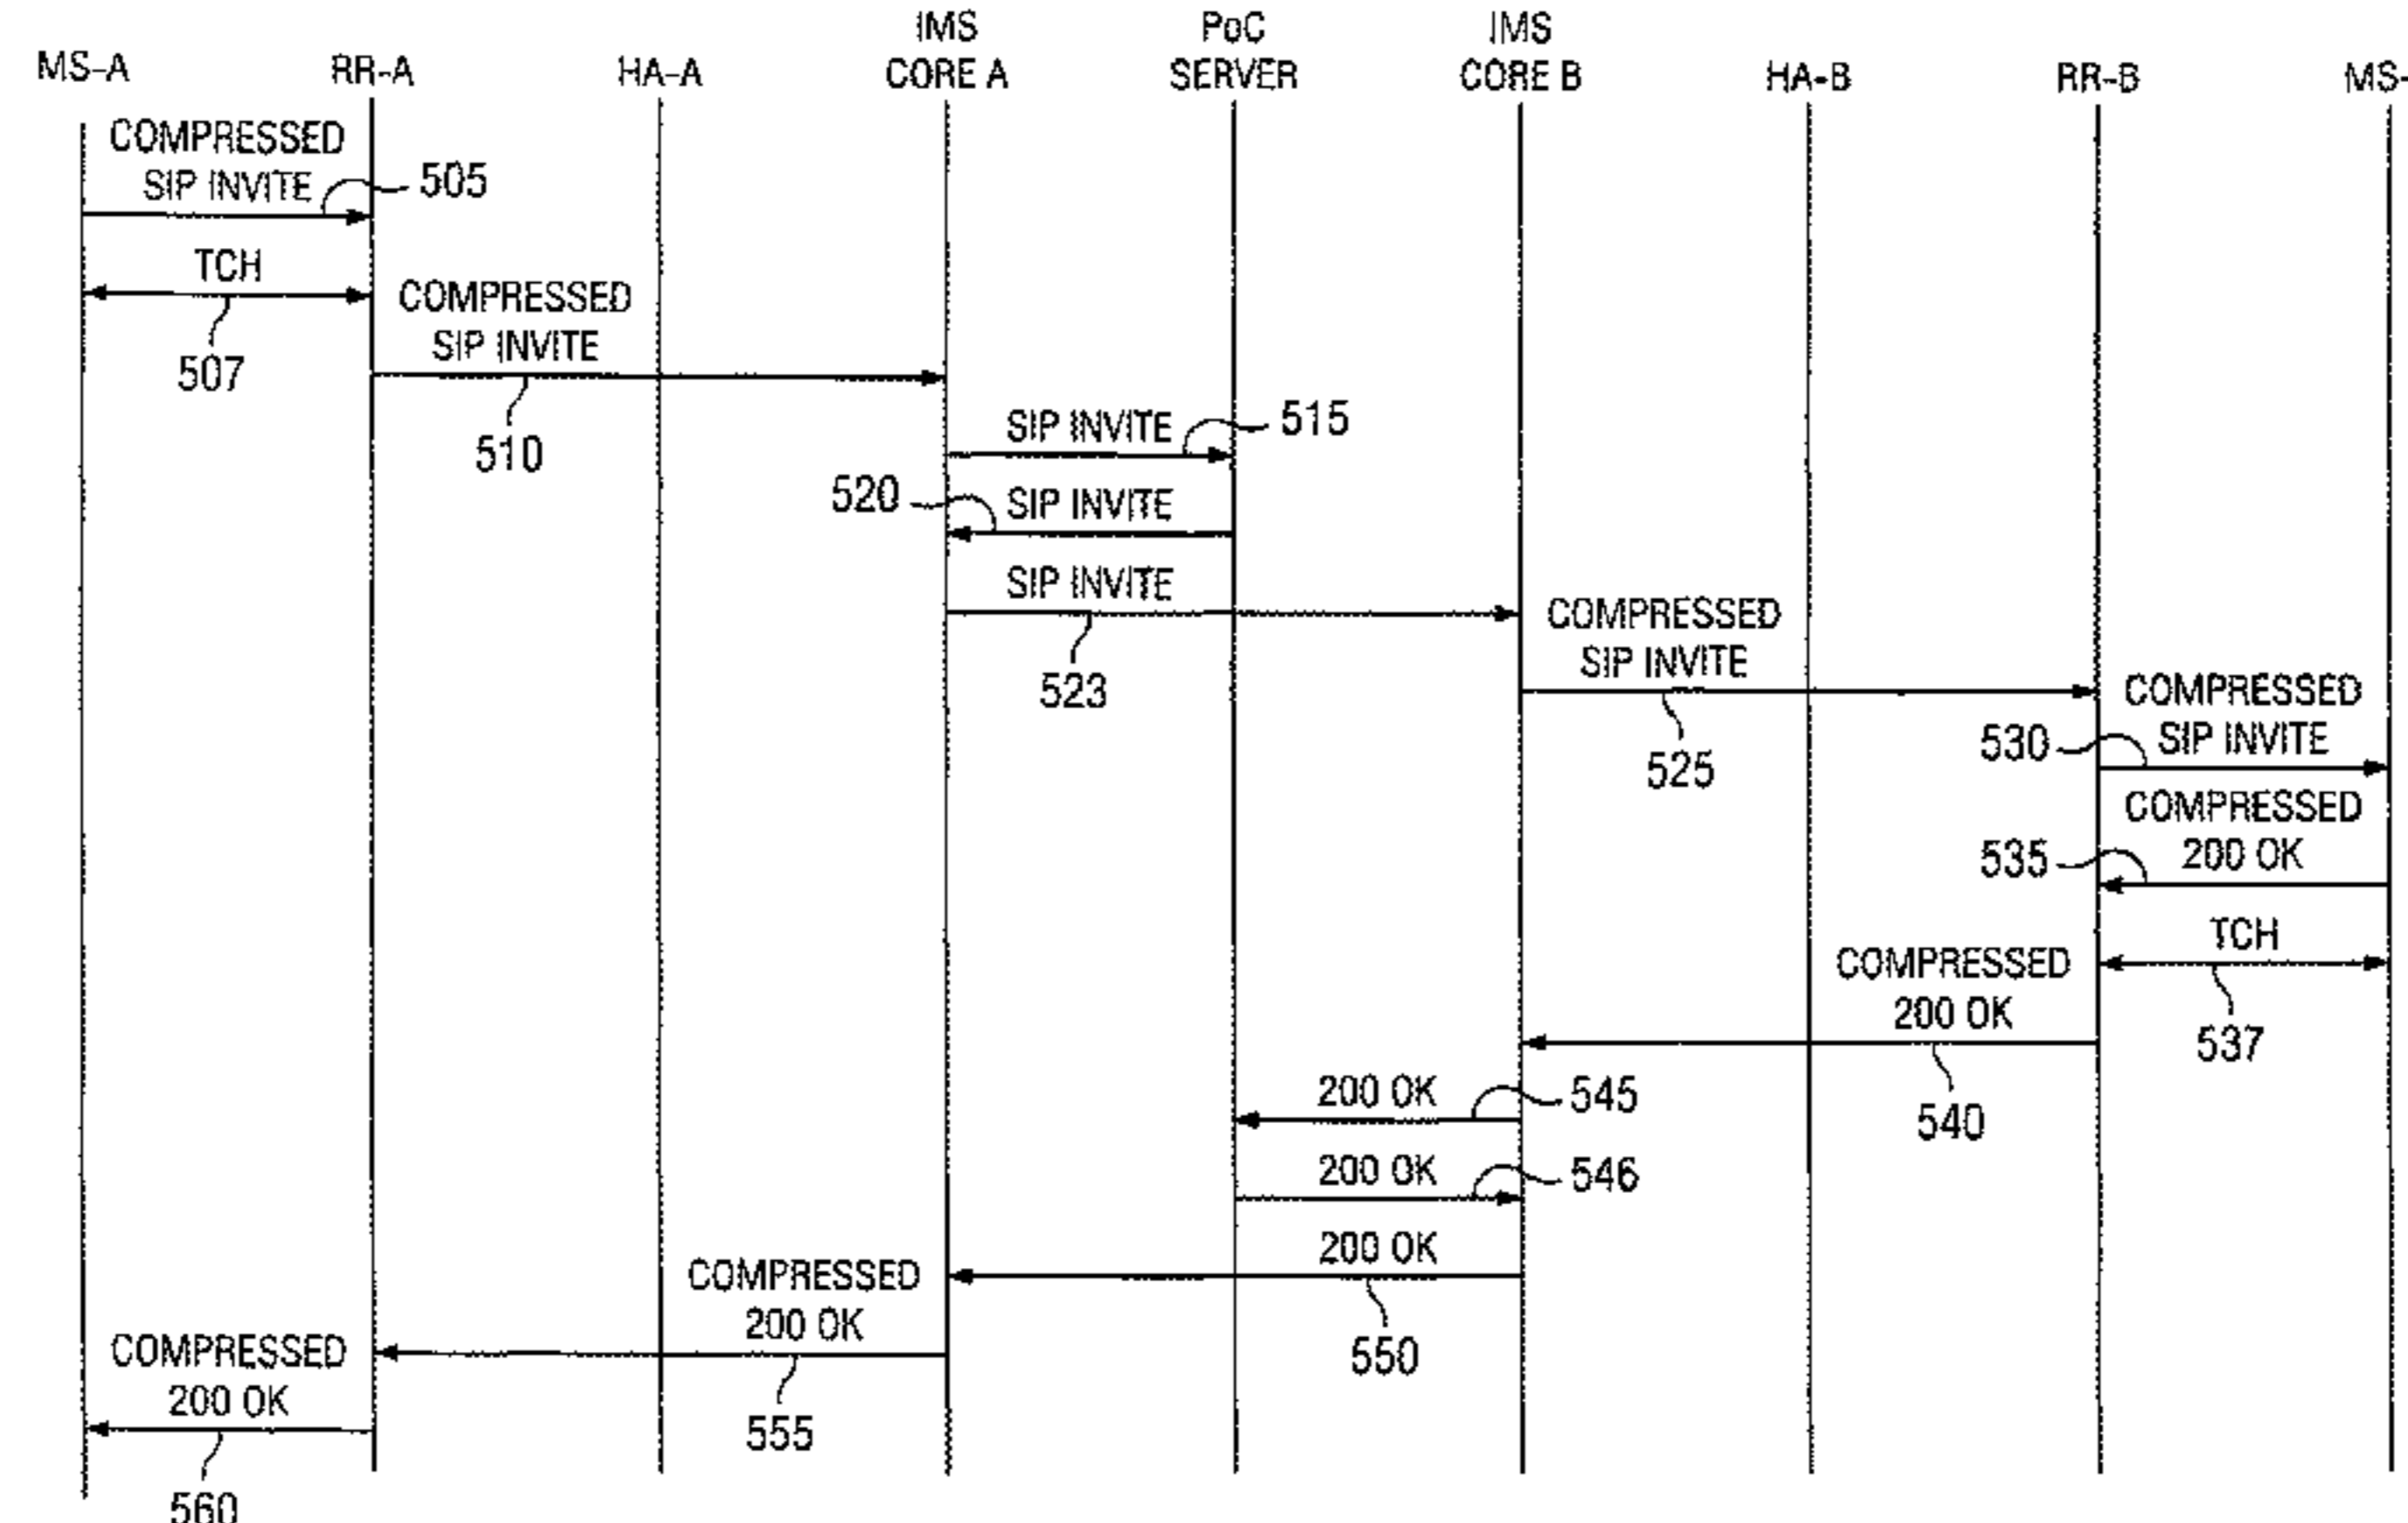 MS-A
RR-A
HA-A
IMS
CORE A
PoC
SERVER
IMS
CORE B
HA-B
RR-B
MS-
COMPRESSED
SIP INVITE
505
TCH
507
COMPRESSED
SIP INVITE
510
SIP INVITE
515
520
SIP INVITE
SIP INVITE
523
COMPRESSED
SIP INVITE
525
COMPRESSED
SIP INVITE
530
COMPRESSED
200 OK
535
TCH
537
COMPRESSED
200 OK
540
200 OK
545
200 OK
546
200 OK
550
COMPRESSED
200 OK
555
COMPRESSED
200 OK
560